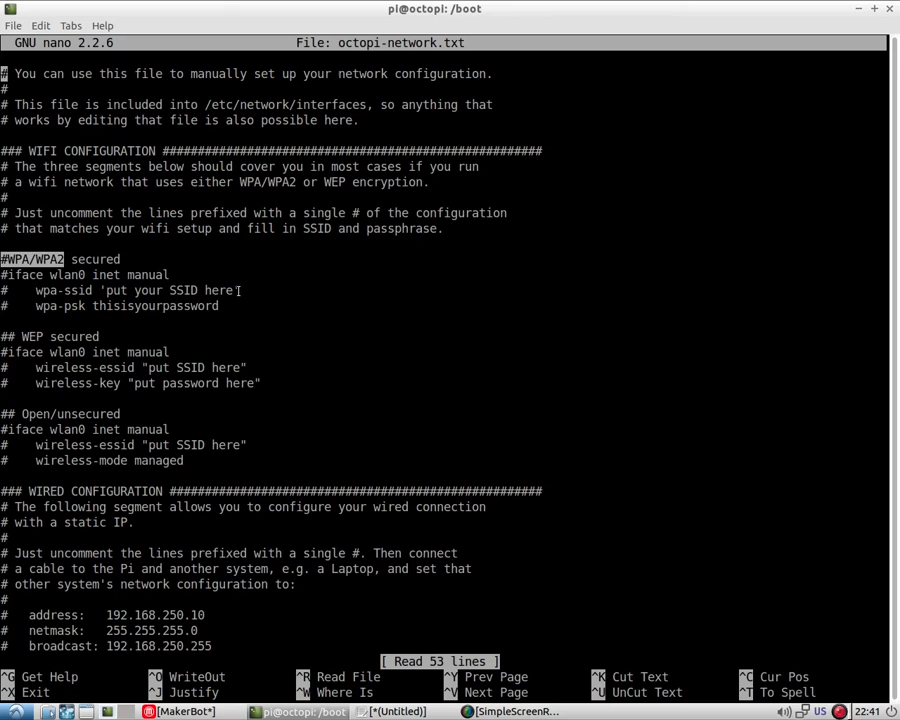 pi@octopi: /boot
File Edit Tabs Help
GNU nano 2.2.6 File: octopi-network.txt
# You can use this file to manually set up your network configuration.
#
# This file is included into /etc/network/interfaces, so anything that
# works by editing that file is also possible here.
### WIFI CONFIGURATION ######################################################
# The three segments below should cover you in most cases if you run
# a wifi network that uses either WPA/WPA2 or WEP encryption.
#
# Just uncomment the lines prefixed with a single # of the configuration
# that matches your wifi setup and fill in SSID and passphrase.
#WPA/WPA2 secured
#iface wlan0 inet manual
#    wpa-ssid 'put your SSID here'
#    wpa-psk thisisyourpassword
## WEP secured
#iface wlan0 inet manual
#    wireless-essid "put SSID here"
#    wireless-key "put password here"
## Open/unsecured
#iface wlan0 inet manual
#    wireless-essid "put SSID here"
#    wireless-mode managed
### WIRED CONFIGURATION #####################################################
# The following segment allows you to configure your wired connection
# with a static IP.
#
# Just uncomment the lines prefixed with a single #. Then connect
# a cable to the Pi and another system, e.g. a Laptop, and set that
# other system's network configuration to:
#
#   address:   192.168.250.10
#   netmask:   255.255.255.0
#   broadcast: 192.168.250.255
[ Read 53 lines ]
^G Get Help ^O WriteOut ^R Read File ^Y Prev Page ^K Cut Text ^C Cur Pos
^X Exit ^J Justify ^W Where Is ^V Next Page ^U UnCut Text ^T To Spell
[MakerBot*] pi@octopi: /boot [*(Untitled)] [SimpleScreenR... US 22:41